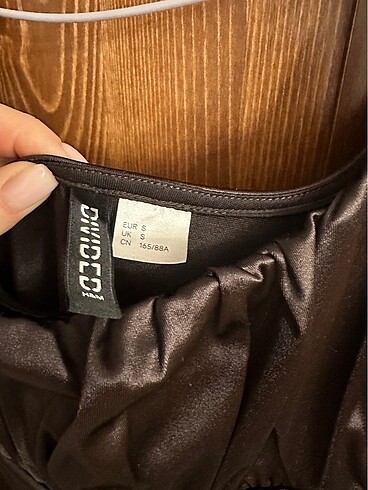 DIVIDED
H&M
EUR S
UK S
CN 165/88A